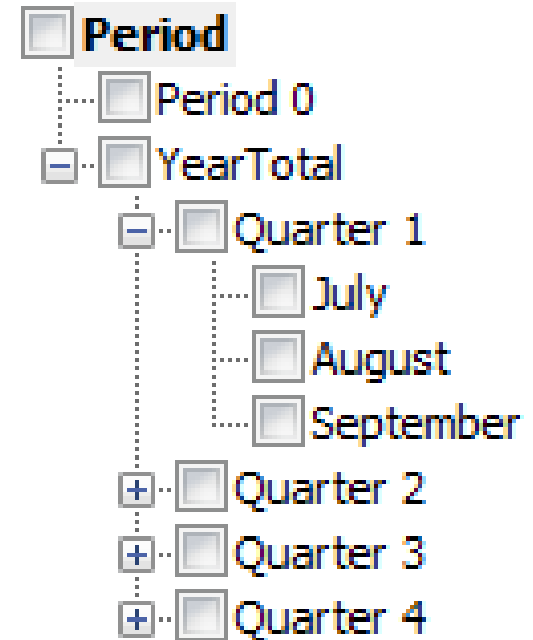 Period
Period 0
YearTotal
Quarter 1
July
August
September
Quarter 2
Quarter 3
Quarter 4